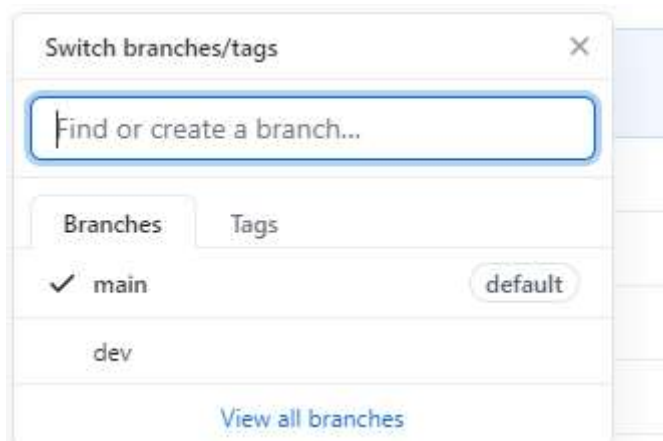 Switch branches/tags
Find or create a branch...
Branches Tags
main default
dev
View all branches